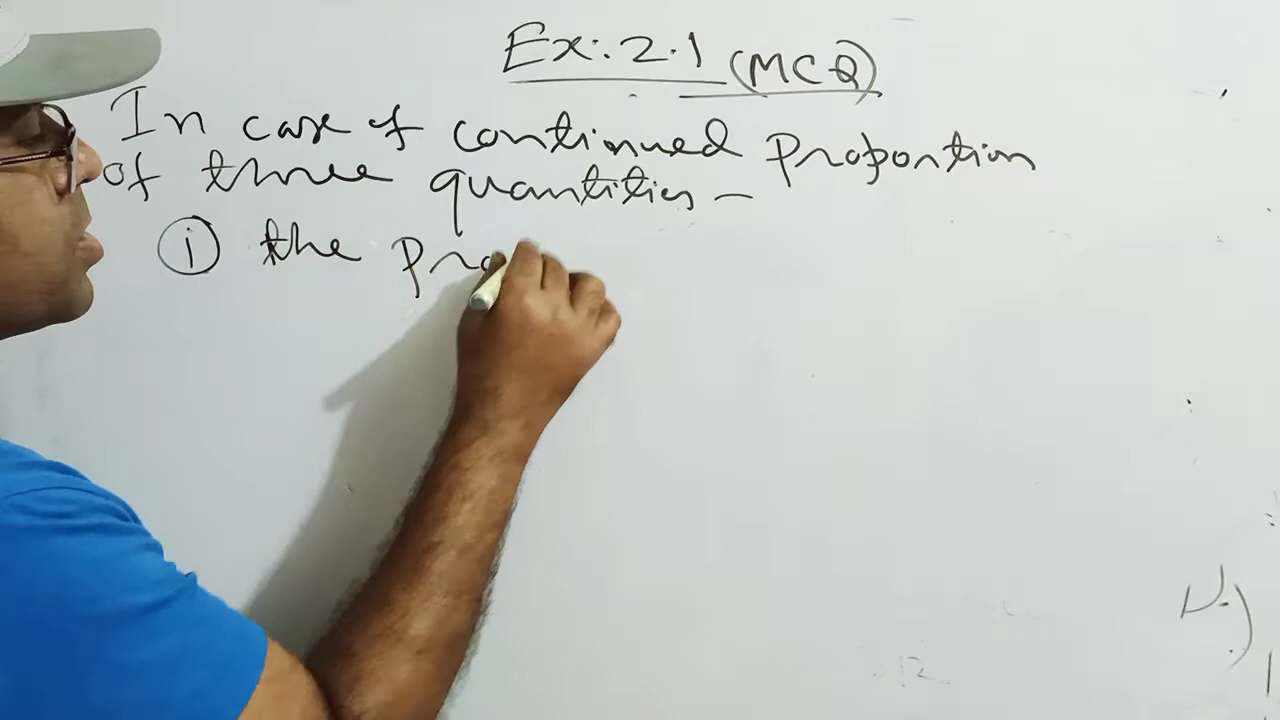 Ex:. 2.1 (MCQ)
In case of continued Proportion
of three quantities –
(i) the Pro